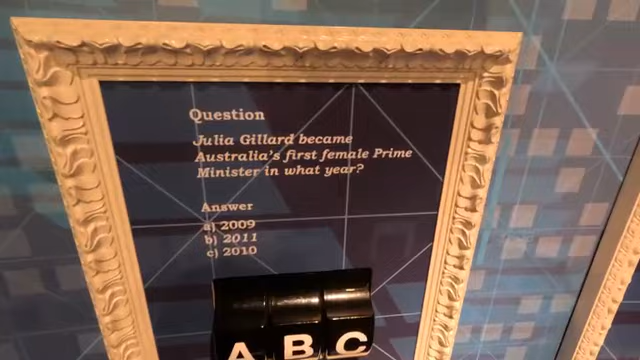 Question
Julia Gillard became
Australia's first female Prime
Minister in what year?
Answer
a) 2009
b) 2011
c) 2010
A B C